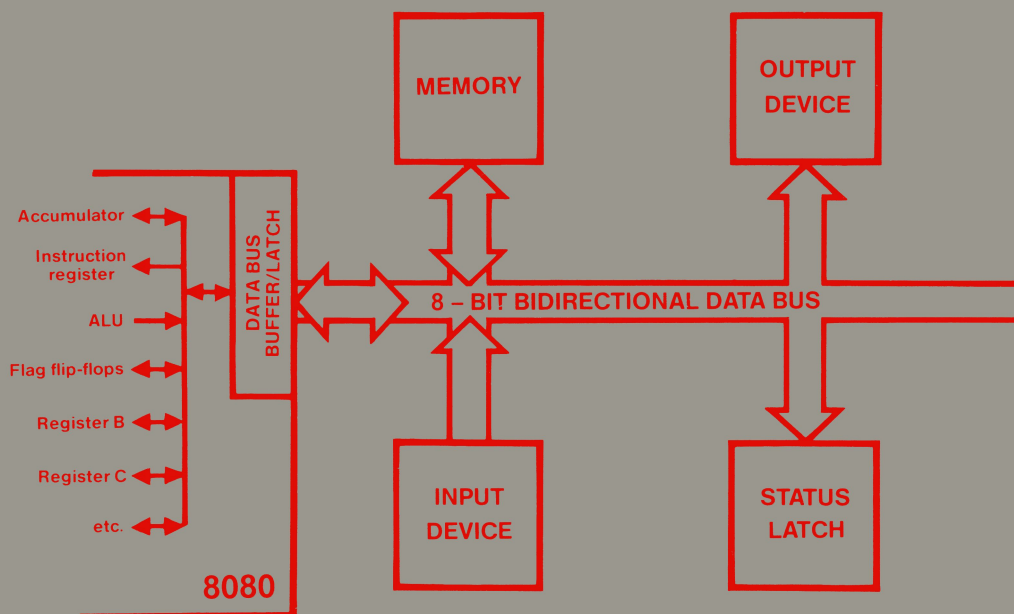 MEMORY
OUTPUT
DEVICE
Accumulator
Instruction
register
ALU
Flag flip-flops
Register B
Register C
etc.
DATA BUS
BUFFER/LATCH
8 – BIT BIDIRECTIONAL DATA BUS
INPUT
DEVICE
STATUS
LATCH
8080